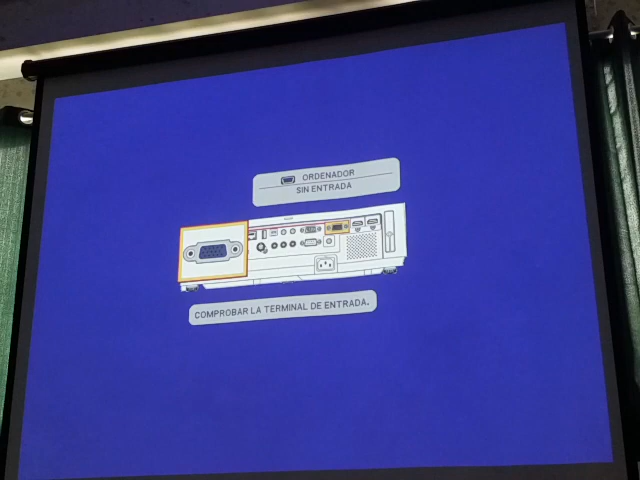 ORDENADOR
SIN ENTRADA
COMPROBAR LA TERMINAL DE ENTRADA.